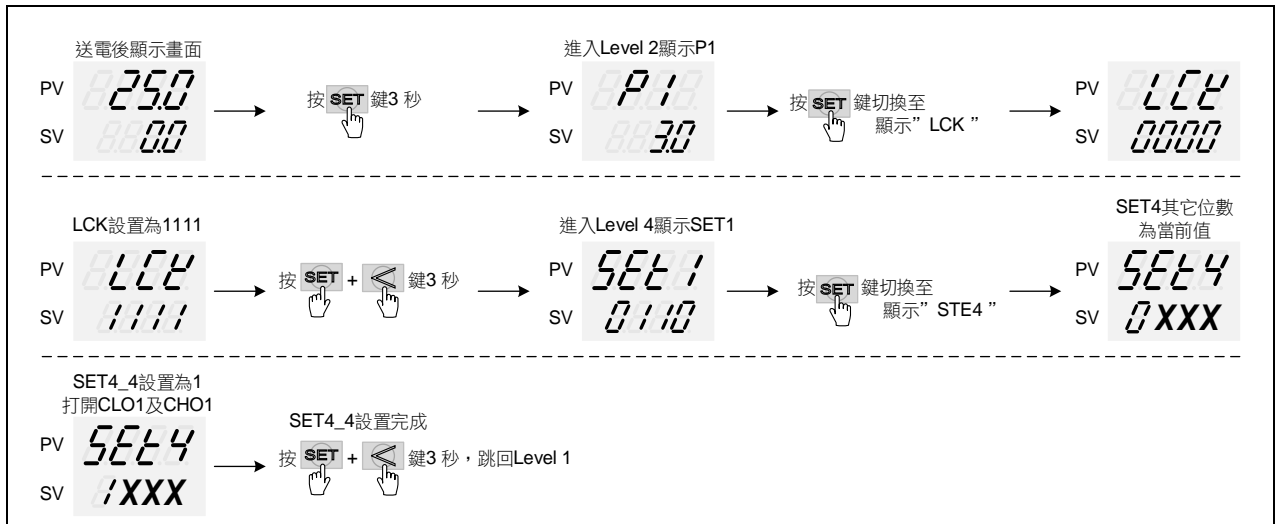 送電後顯示畫面
PV 25.0
SV 0.0
按 SET 鍵3 秒
進入Level 2顯示P1
PV P1
SV 3.0
按 SET 鍵切換至
顯示” LCK ”
PV LCK
SV 0000
LCK設置為1111
PV LCK
SV 1111
按 SET + < 鍵3 秒
進入Level 4顯示SET1
PV SEt1
SV 0110
按 SET 鍵切換至
顯示” STE4 ”
SET4其它位數
為當前值
PV SEt4
SV 0XXX
SET4_4設置為1
打開CLO1及CHO1
PV SEt4
SV 1XXX
SET4_4設置完成
按 SET + < 鍵3 秒，跳回Level 1